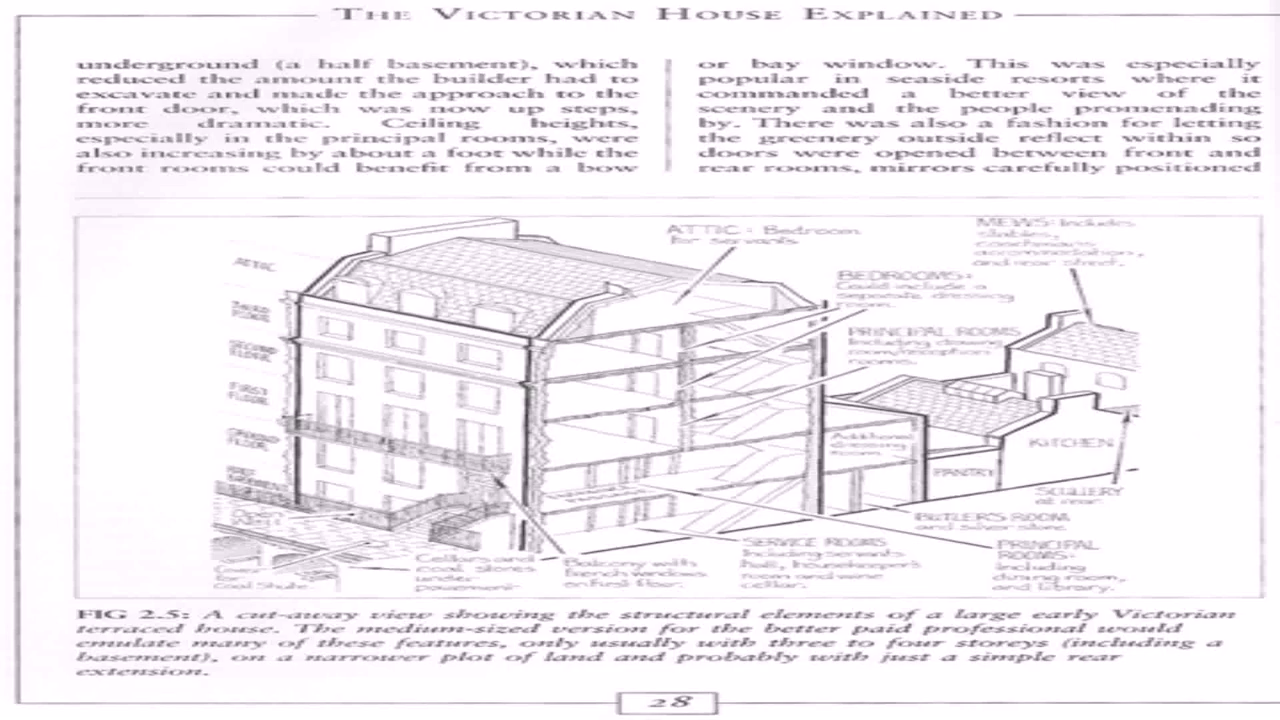 THE VICTORIAN HOUSE EXPLAINED
underground (a half basement), which
reduced the amount the builder had to
excavate and made the approach to the
front door, which was now up steps,
more dramatic. Ceiling heights,
especially in the principal rooms, were
also increasing by about a foot while the
front rooms could benefit from a bow
or bay window. This was especially
popular in seaside resorts where it
commanded a better view of the
scenery and the people promenading
by. There was also a fashion for letting
the greenery outside reflect within so
doors were opened between front and
rear rooms, mirrors carefully positioned
ATTIC : Bedroom
for servants
MEWS: Includes
stables,
coachman's
accommodation,
and rear street.
BEDROOMS:
Could include a
separate dressing
room.
PRINCIPAL ROOMS
Including drawing
room/reception
rooms.
ATTIC
THIRD
FLOOR
SECOND
FLOOR
FIRST
FLOOR
GROUND
FLOOR
Additional
dressing
Room
KITCHEN
PANTRY
SCULLERY
at rear
BUTLER'S ROOM
and silver store.
PRINCIPAL
ROOMS:
Including
dining room,
and library.
SERVICE ROOMS
Including servants
hall, housekeeper's
room and wine
cellar.
Balcony with
french windows
on first floor.
Cellars and
coal stores
under
pavement
for
FIG 2.5: A cut-away view showing the structural elements of a large early Victorian
terraced house. The medium-sized version for the better paid professional would
emulate many of these features, only usually with three to four storeys (including a
basement), on a narrower plot of land and probably with just a simple rear
extension.
28